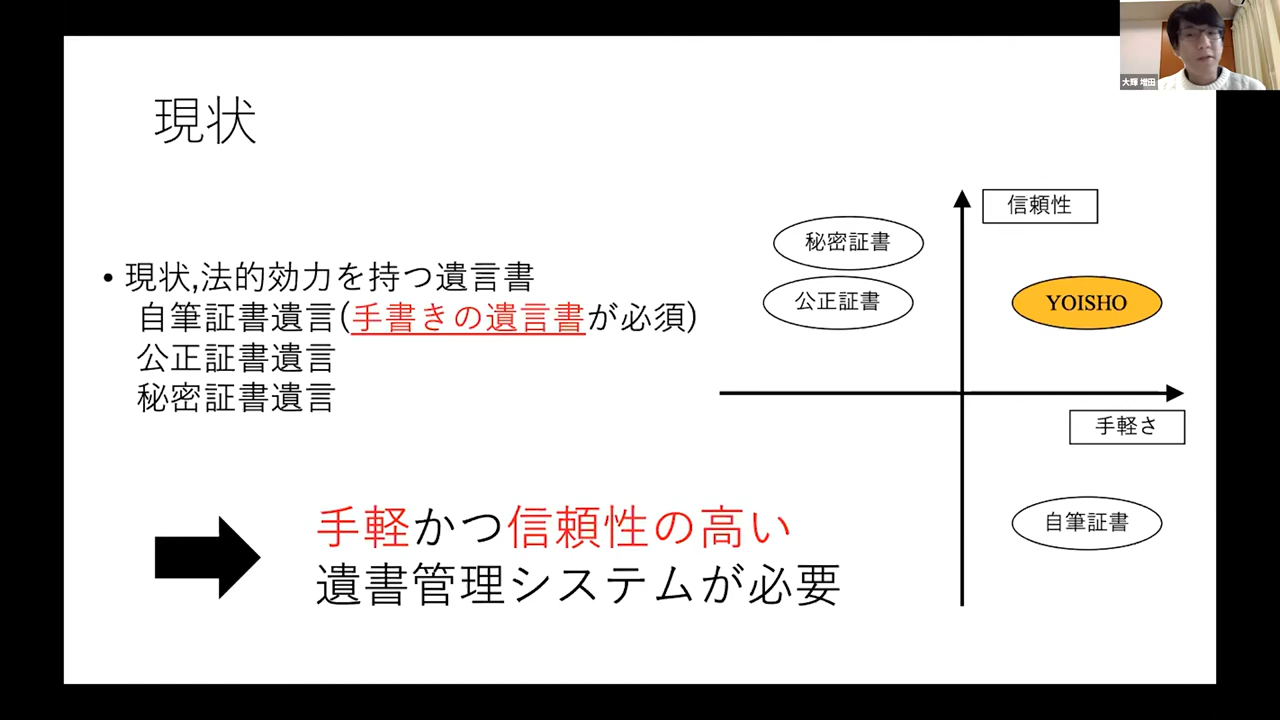 大輝 増田
現状
• 現状,法的効力を持つ遺言書
自筆証書遺言(手書きの遺言書が必須)
公正証書遺言
秘密証書遺言
信頼性
秘密証書
公正証書
YOISHO
手軽さ
自筆証書
手軽かつ信頼性の高い
遺書管理システムが必要